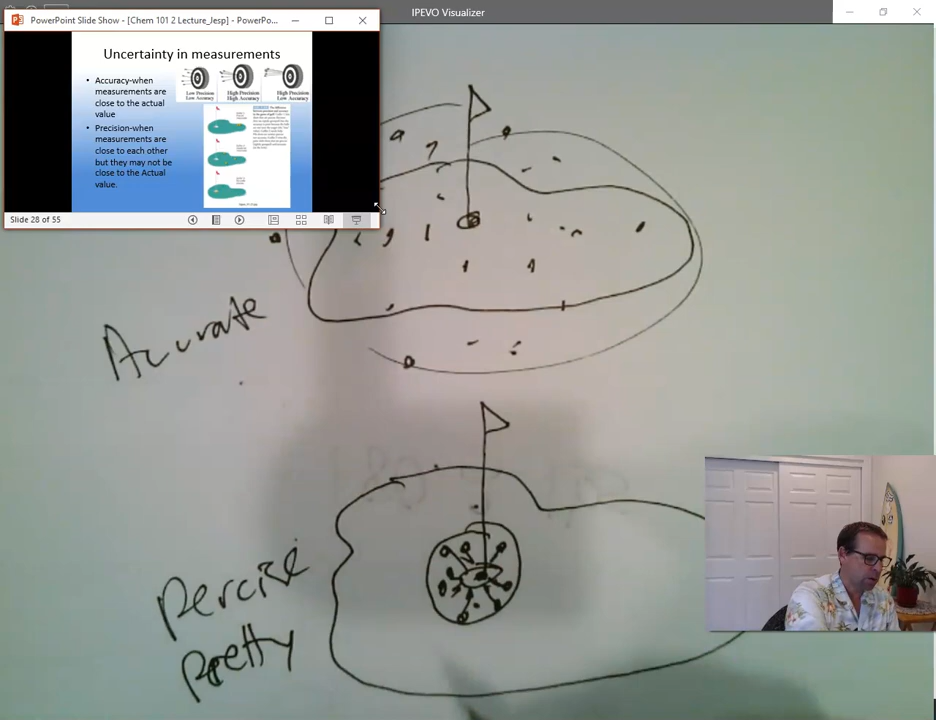 IPEVO Visualizer
PowerPoint Slide Show - [Chem 101 2 Lecture_Jesp] - PowerPo...
Uncertainty in measurements
• Accuracy-when
measurements are
close to the actual
value
• Precision-when
measurements are
close to each other
but they may not be
close to the Actual
value.
Low Precision
Low Accuracy
High Precision
High Accuracy
High Precision
Low Accuracy
Slide 28 of 55
Accurate
percise
pretty